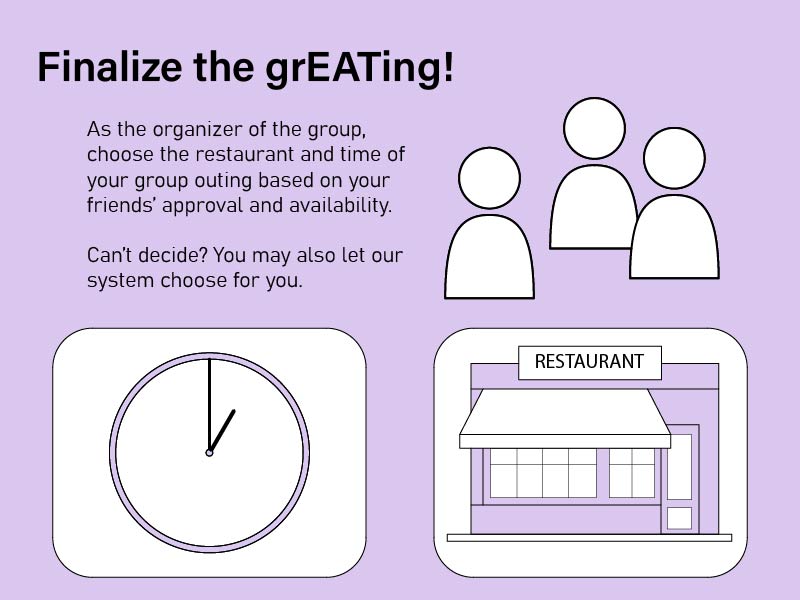 Finalize the grEATing!
As the organizer of the group,
choose the restaurant and time of
your group outing based on your
friends’ approval and availability.
Can’t decide? You may also let our
system choose for you.
RESTAURANT